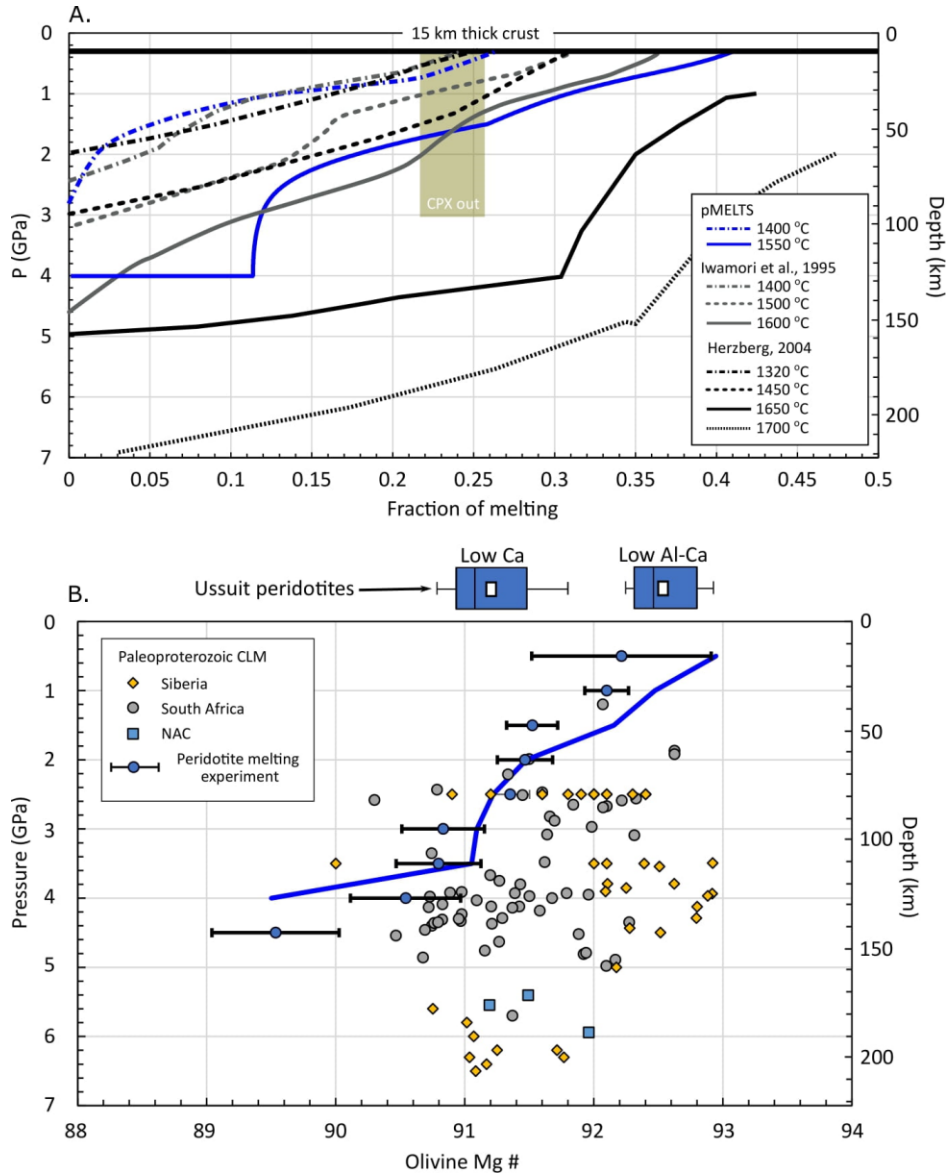 A.
15 km thick crust
0
1
2
3
4
5
6
7
P (GPa)
0
50
100
150
200
Depth (km)
CPX out
pMELTS
1400 °C
1550 °C
Iwamori et al., 1995
1400 °C
1500 °C
1600 °C
Herzberg, 2004
1320 °C
1450 °C
1650 °C
1700 °C
0 0.05 0.1 0.15 0.2 0.25 0.3 0.35 0.4 0.45 0.5
Fraction of melting
Low Ca
Low Al-Ca
Ussuit peridotites
B.
0
1
2
3
4
5
6
7
Pressure (GPa)
0
50
100
150
200
Depth (km)
Paleoproterozoic CLM
Siberia
South Africa
NAC
Peridotite melting
experiment
88 89 90 91 92 93 94
Olivine Mg #